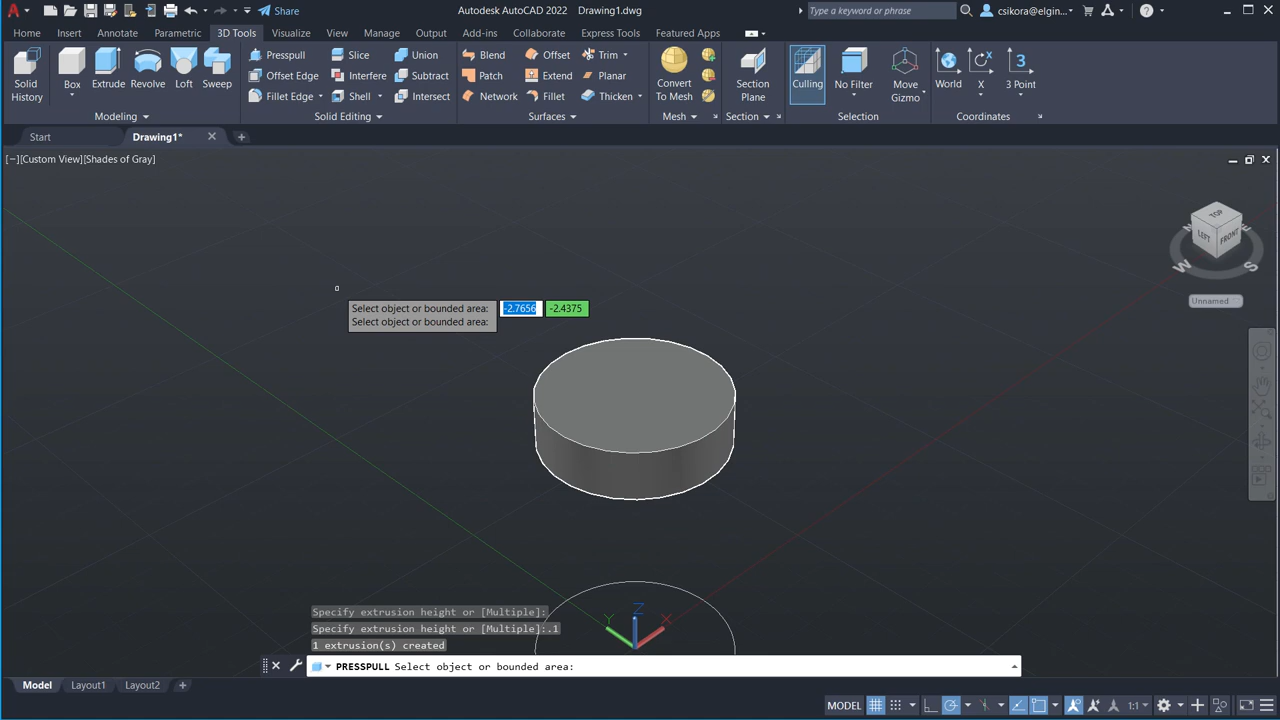 Share
Autodesk AutoCAD 2022 Drawing1.dwg
Type a keyword or phrase
csikora@elgin...
Home Insert Annotate Parametric 3D Tools Visualize View Manage Output Add-ins Collaborate Express Tools Featured Apps
Solid History
Box
Extrude
Revolve
Loft
Sweep
Modeling
Presspull
Offset Edge
Fillet Edge
Slice
Interfere
Shell
Union
Subtract
Intersect
Solid Editing
Blend
Patch
Network
Offset
Extend
Fillet
Trim
Planar
Thicken
Surfaces
Convert To Mesh
Mesh
Section Plane
Section
Culling
No Filter
Move Gizmo
Selection
World
X
3
3 Point
Coordinates
Start
Drawing1*
[−][Custom View][Shades of Gray]
TOP
LEFT
FRONT
N
E
W
S
Unnamed
Select object or bounded area: -2.7656 -2.4375
Select object or bounded area:
Y Z X
Specify extrusion height or [Multiple]:
Specify extrusion height or [Multiple]:.1
1 extrusion(s) created
PRESSPULL Select object or bounded area:
Model Layout1 Layout2
MODEL
1:1